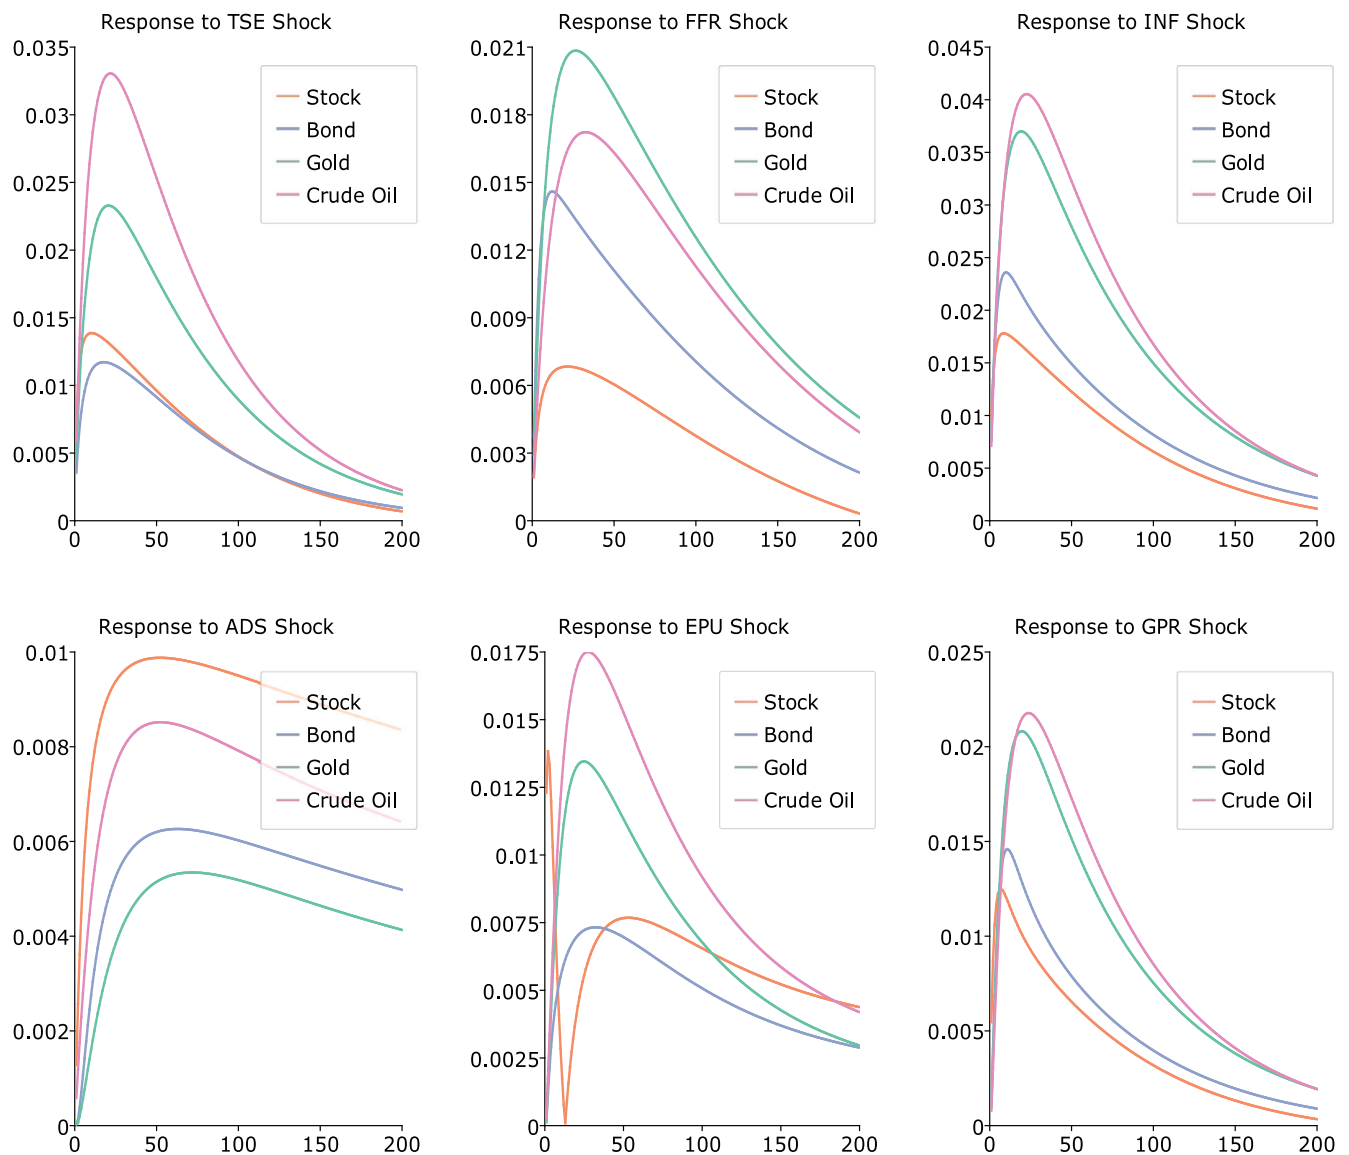 Response to TSE Shock
0.035
0.03
0.025
0.02
0.015
0.01
0.005
0
0 50 100 150 200
Stock
Bond
Gold
Crude Oil
Response to FFR Shock
0.021
0.018
0.015
0.012
0.009
0.006
0.003
0
0 50 100 150 200
Stock
Bond
Gold
Crude Oil
Response to INF Shock
0.045
0.04
0.035
0.03
0.025
0.02
0.015
0.01
0.005
0
0 50 100 150 200
Stock
Bond
Gold
Crude Oil
Response to ADS Shock
0.01
0.008
0.006
0.004
0.002
0
0 50 100 150 200
Stock
Bond
Gold
Crude Oil
Response to EPU Shock
0.0175
0.015
0.0125
0.01
0.0075
0.005
0.0025
0
0 50 100 150 200
Stock
Bond
Gold
Crude Oil
Response to GPR Shock
0.025
0.02
0.015
0.01
0.005
0
0 50 100 150 200
Stock
Bond
Gold
Crude Oil